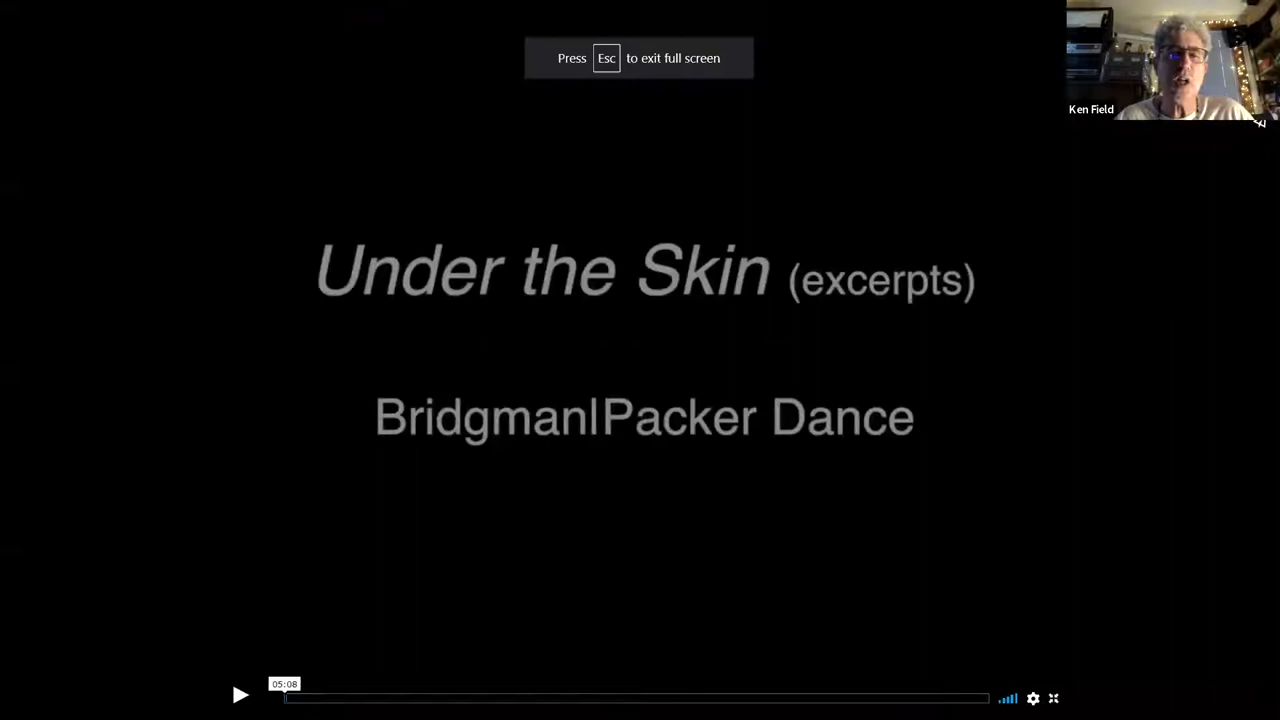 Press Esc to exit full screen
Ken Field
Under the Skin (excerpts)
Bridgman|Packer Dance
05:08